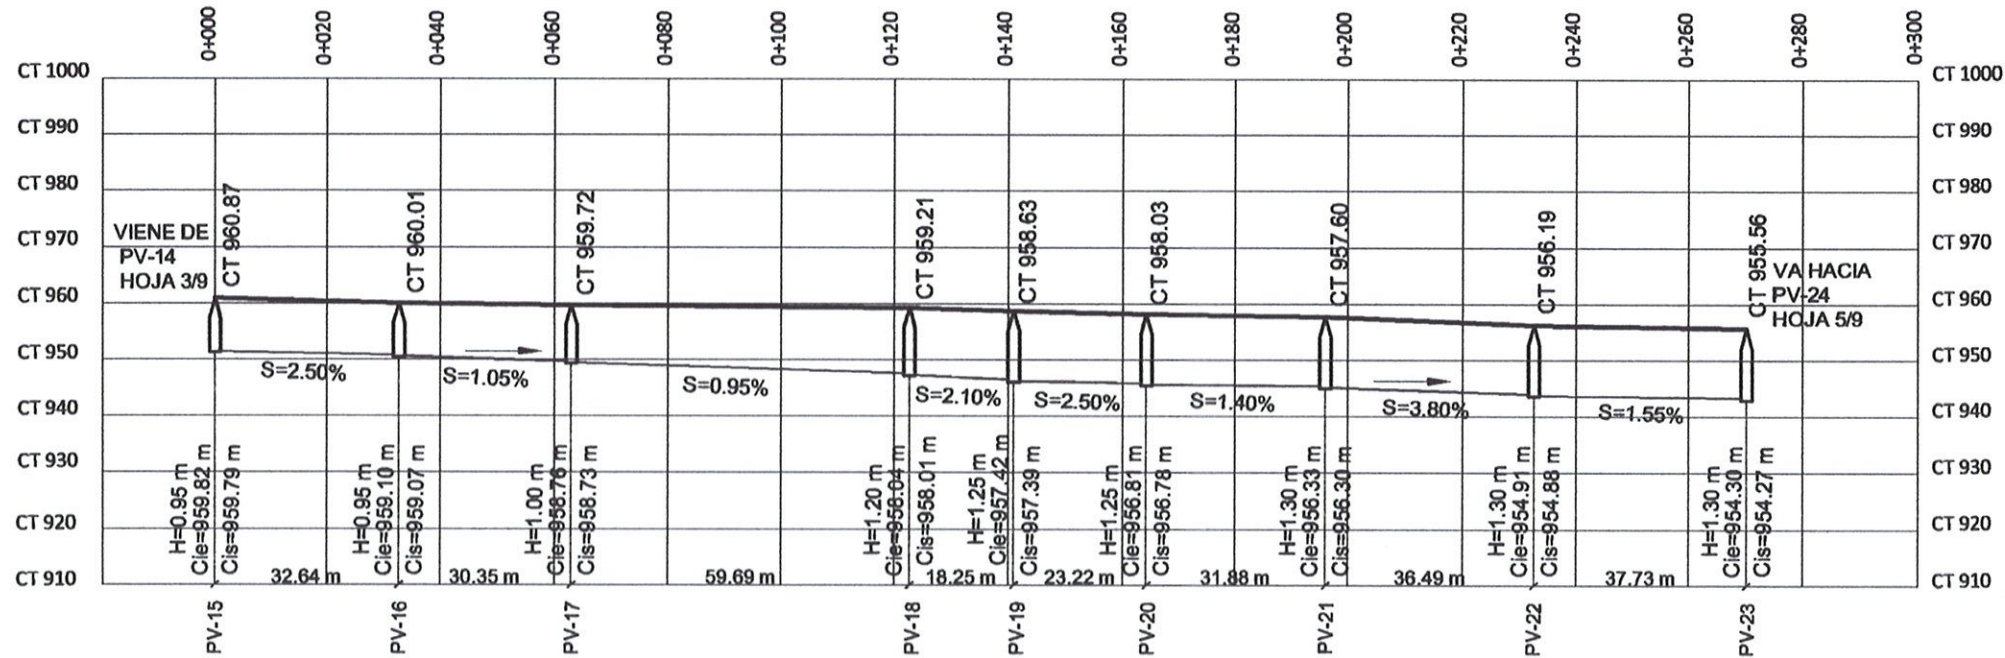 0+000
0+020
0+040
0+060
0+080
0+100
0+120
0+140
0+160
0+180
0+200
0+220
0+240
0+260
0+280
0+300
CT 1000
CT 1000
CT 990
CT 990
CT 980
CT 980
CT 970
CT 970
CT 960
CT 960
CT 950
CT 950
CT 940
CT 940
CT 930
CT 930
CT 920
CT 920
CT 910
CT 910
VIENE DE
PV-14
HOJA 3/9
CT 960.87
CT 960.01
CT 959.72
CT 959.21
CT 958.63
CT 958.03
CT 957.60
CT 956.19
CT 955.56
VA HACIA
PV-24
HOJA 5/9
S=2.50%
S=1.05%
S=0.95%
S=2.10%
S=2.50%
S=1.40%
S=3.80%
S=1.55%
H=0.95 m
Cie=959.82 m
Cis=959.79 m
H=0.95 m
Cie=959.10 m
Cis=959.07 m
H=1.00 m
Cie=958.76 m
Cis=958.73 m
H=1.20 m
Cie=958.04 m
Cis=958.01 m
H=1.25 m
Cie=957.42 m
Cis=957.39 m
H=1.25 m
Cie=956.81 m
Cis=956.78 m
H=1.30 m
Cie=956.33 m
Cis=956.30 m
H=1.30 m
Cie=954.91 m
Cis=954.88 m
H=1.30 m
Cie=954.30 m
Cis=954.27 m
32.64 m
30.35 m
59.69 m
18.25 m
23.22 m
31.88 m
36.49 m
37.73 m
PV-15
PV-16
PV-17
PV-18
PV-19
PV-20
PV-21
PV-22
PV-23